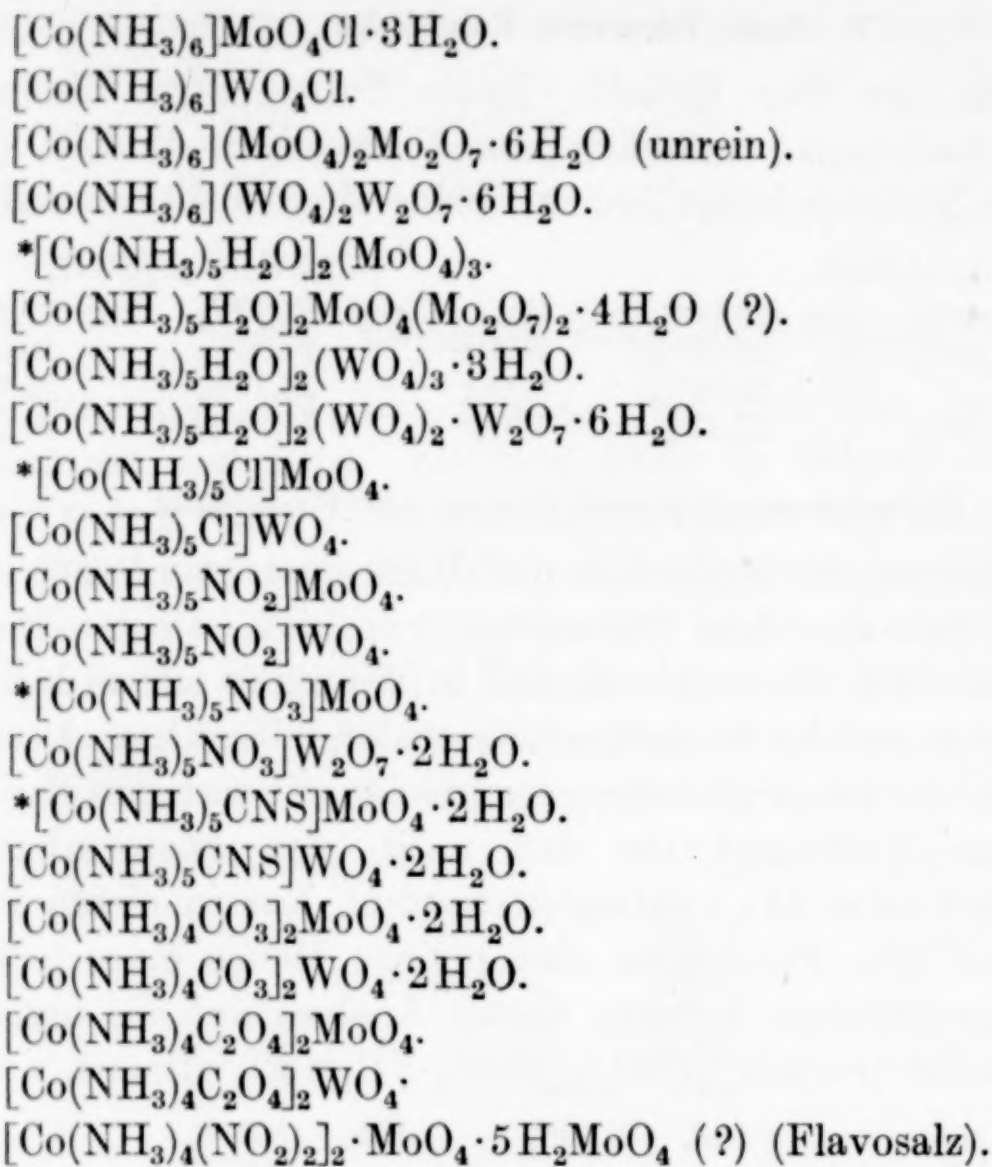 [Co(NH₃)₆]MoO₄Cl·3H₂O.
[Co(NH₃)₆]WO₄Cl.
[Co(NH₃)₆](MoO₄)₂Mo₂O₇·6H₂O (unrein).
[Co(NH₃)₆](WO₄)₂W₂O₇·6H₂O.
*[Co(NH₃)₅H₂O]₂(MoO₄)₃.
[Co(NH₃)₅H₂O]₂MoO₄(Mo₂O₇)₂·4H₂O (?).
[Co(NH₃)₅H₂O]₂(WO₄)₃·3H₂O.
[Co(NH₃)₅H₂O]₂(WO₄)₂·W₂O₇·6H₂O.
*[Co(NH₃)₅Cl]MoO₄.
[Co(NH₃)₅Cl]WO₄.
[Co(NH₃)₅NO₂]MoO₄.
[Co(NH₃)₅NO₂]WO₄.
*[Co(NH₃)₅NO₃]MoO₄.
[Co(NH₃)₅NO₃]W₂O₇·2H₂O.
*[Co(NH₃)₅CNS]MoO₄·2H₂O.
[Co(NH₃)₅CNS]WO₄·2H₂O.
[Co(NH₃)₄CO₃]₂MoO₄·2H₂O.
[Co(NH₃)₄CO₃]₂WO₄·2H₂O.
[Co(NH₃)₄C₂O₄]₂MoO₄.
[Co(NH₃)₄C₂O₄]₂WO₄·
[Co(NH₃)₄(NO₂)₂]₂·MoO₄·5H₂MoO₄ (?) (Flavosalz).